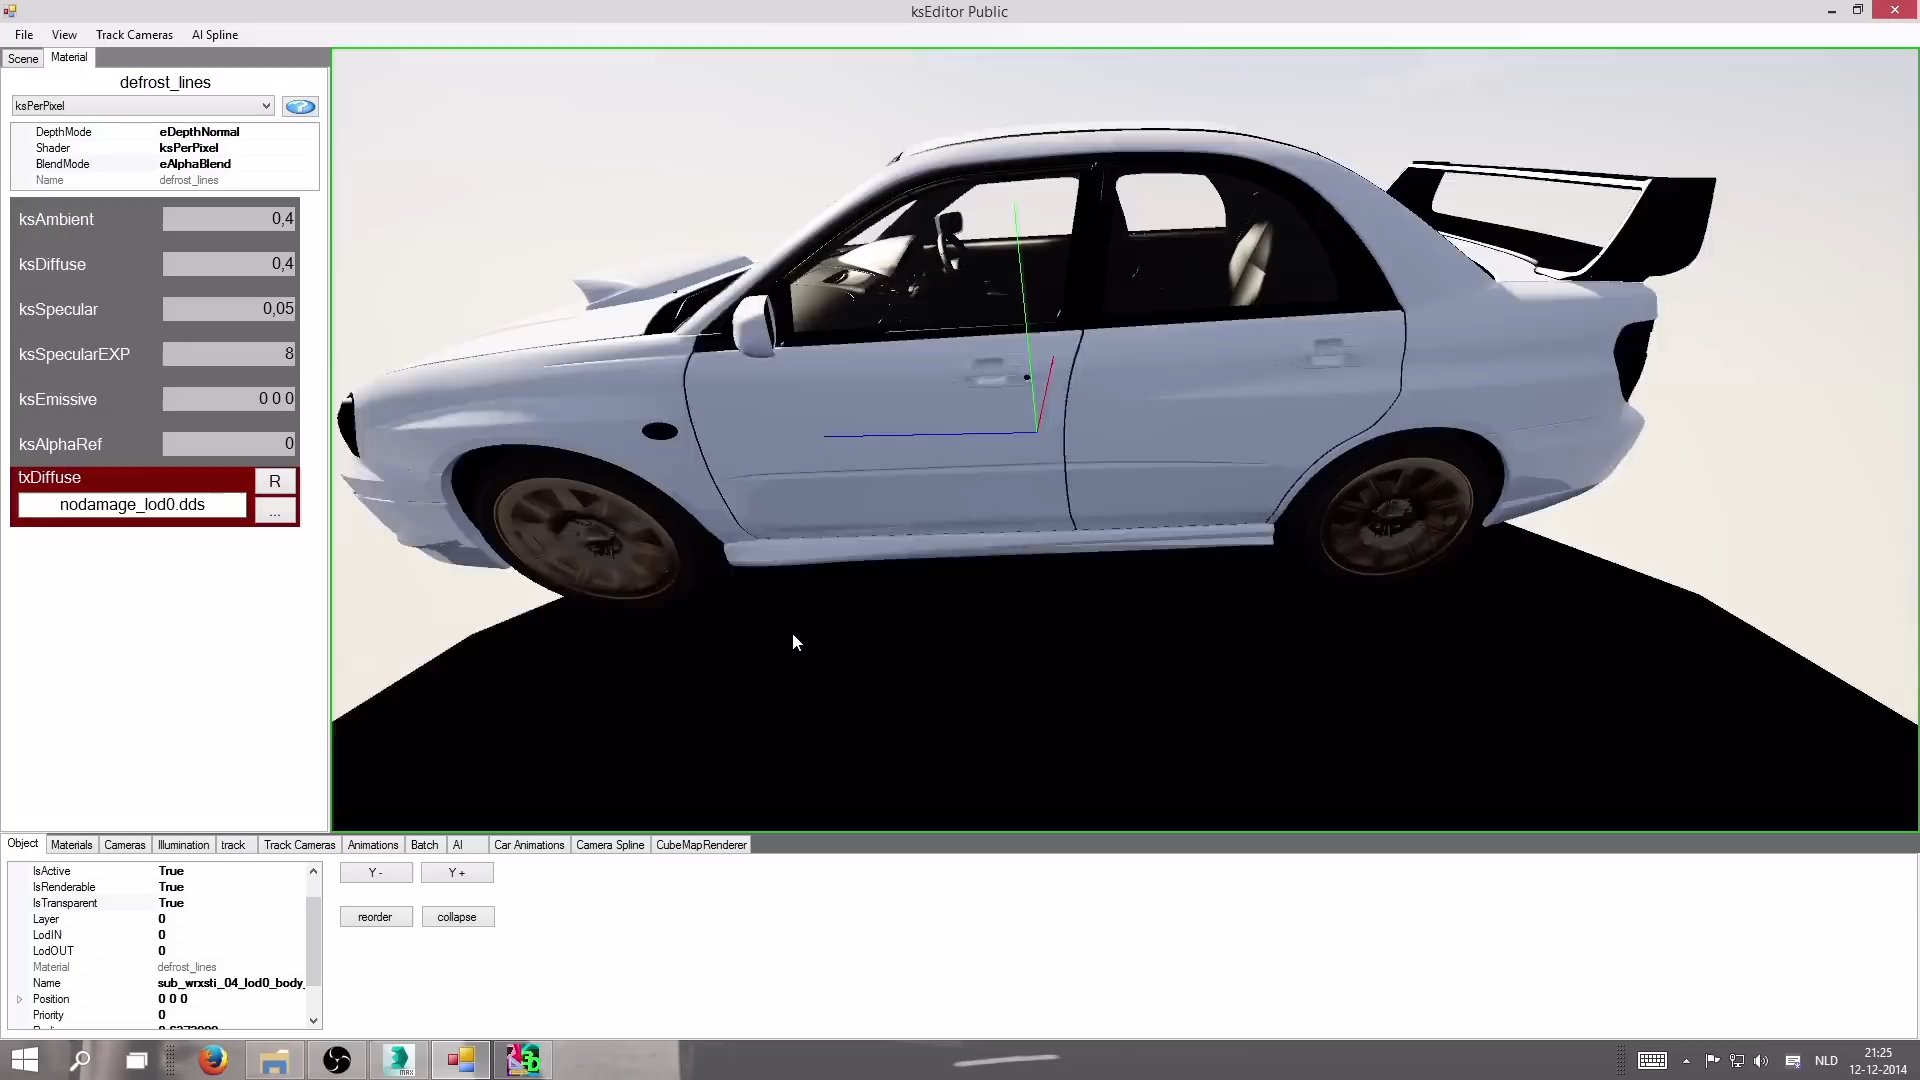 ksEditor Public
File View Track Cameras AI Spline
Scene Material
defrost_lines
ksPerPixel
DepthMode eDepthNormal
Shader ksPerPixel
BlendMode eAlphaBlend
Name defrost_lines
ksAmbient 0,4
ksDiffuse 0,4
ksSpecular 0,05
ksSpecularEXP 8
ksEmissive 0 0 0
ksAlphaRef 0
txDiffuse R
nodamage_lod0.dds ...
Object Materials Cameras Illumination track Track Cameras Animations Batch AI Car Animations Camera Spline CubeMapRenderer
IsActive True
IsRenderable True
IsTransparent True
Layer 0
LodIN 0
LodOUT 0
Material defrost_lines
Name sub_wrxsti_04_lod0_body_
Position 0 0 0
Priority 0
Y - Y +
reorder collapse
MAX
NLD
21:25
12-12-2014